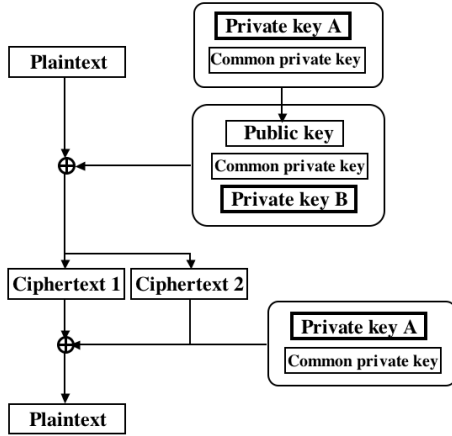 Private key A
Common private key
Plaintext
Public key
Common private key
Private key B
Ciphertext 1
Ciphertext 2
Private key A
Common private key
Plaintext